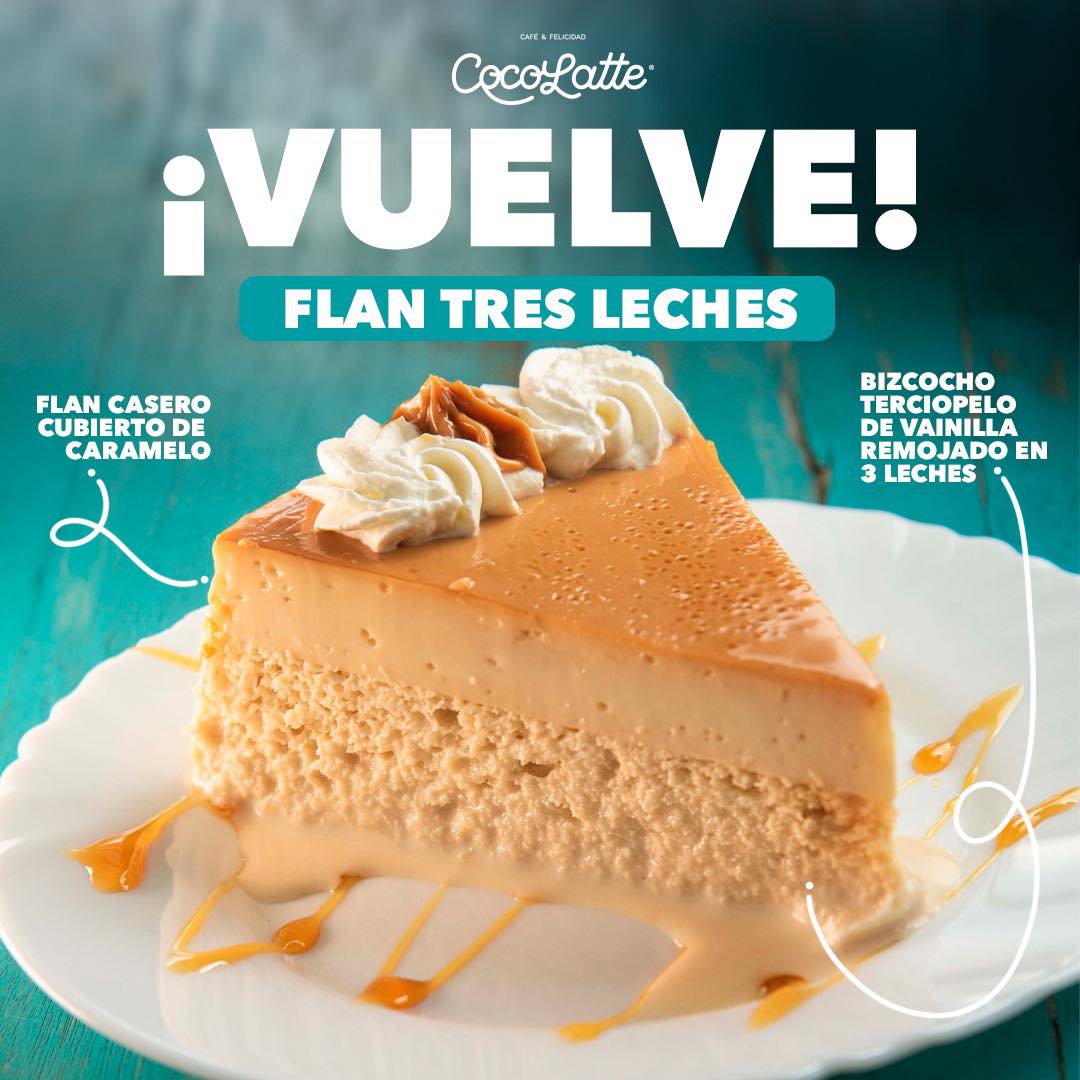 CAFÉ & FELICIDAD
CocoLatte®
¡VUELVE!
FLAN TRES LECHES
FLAN CASERO
CUBIERTO DE
CARAMELO
BIZCOCHO
TERCIOPELO
DE VAINILLA
REMOJADO EN
3 LECHES